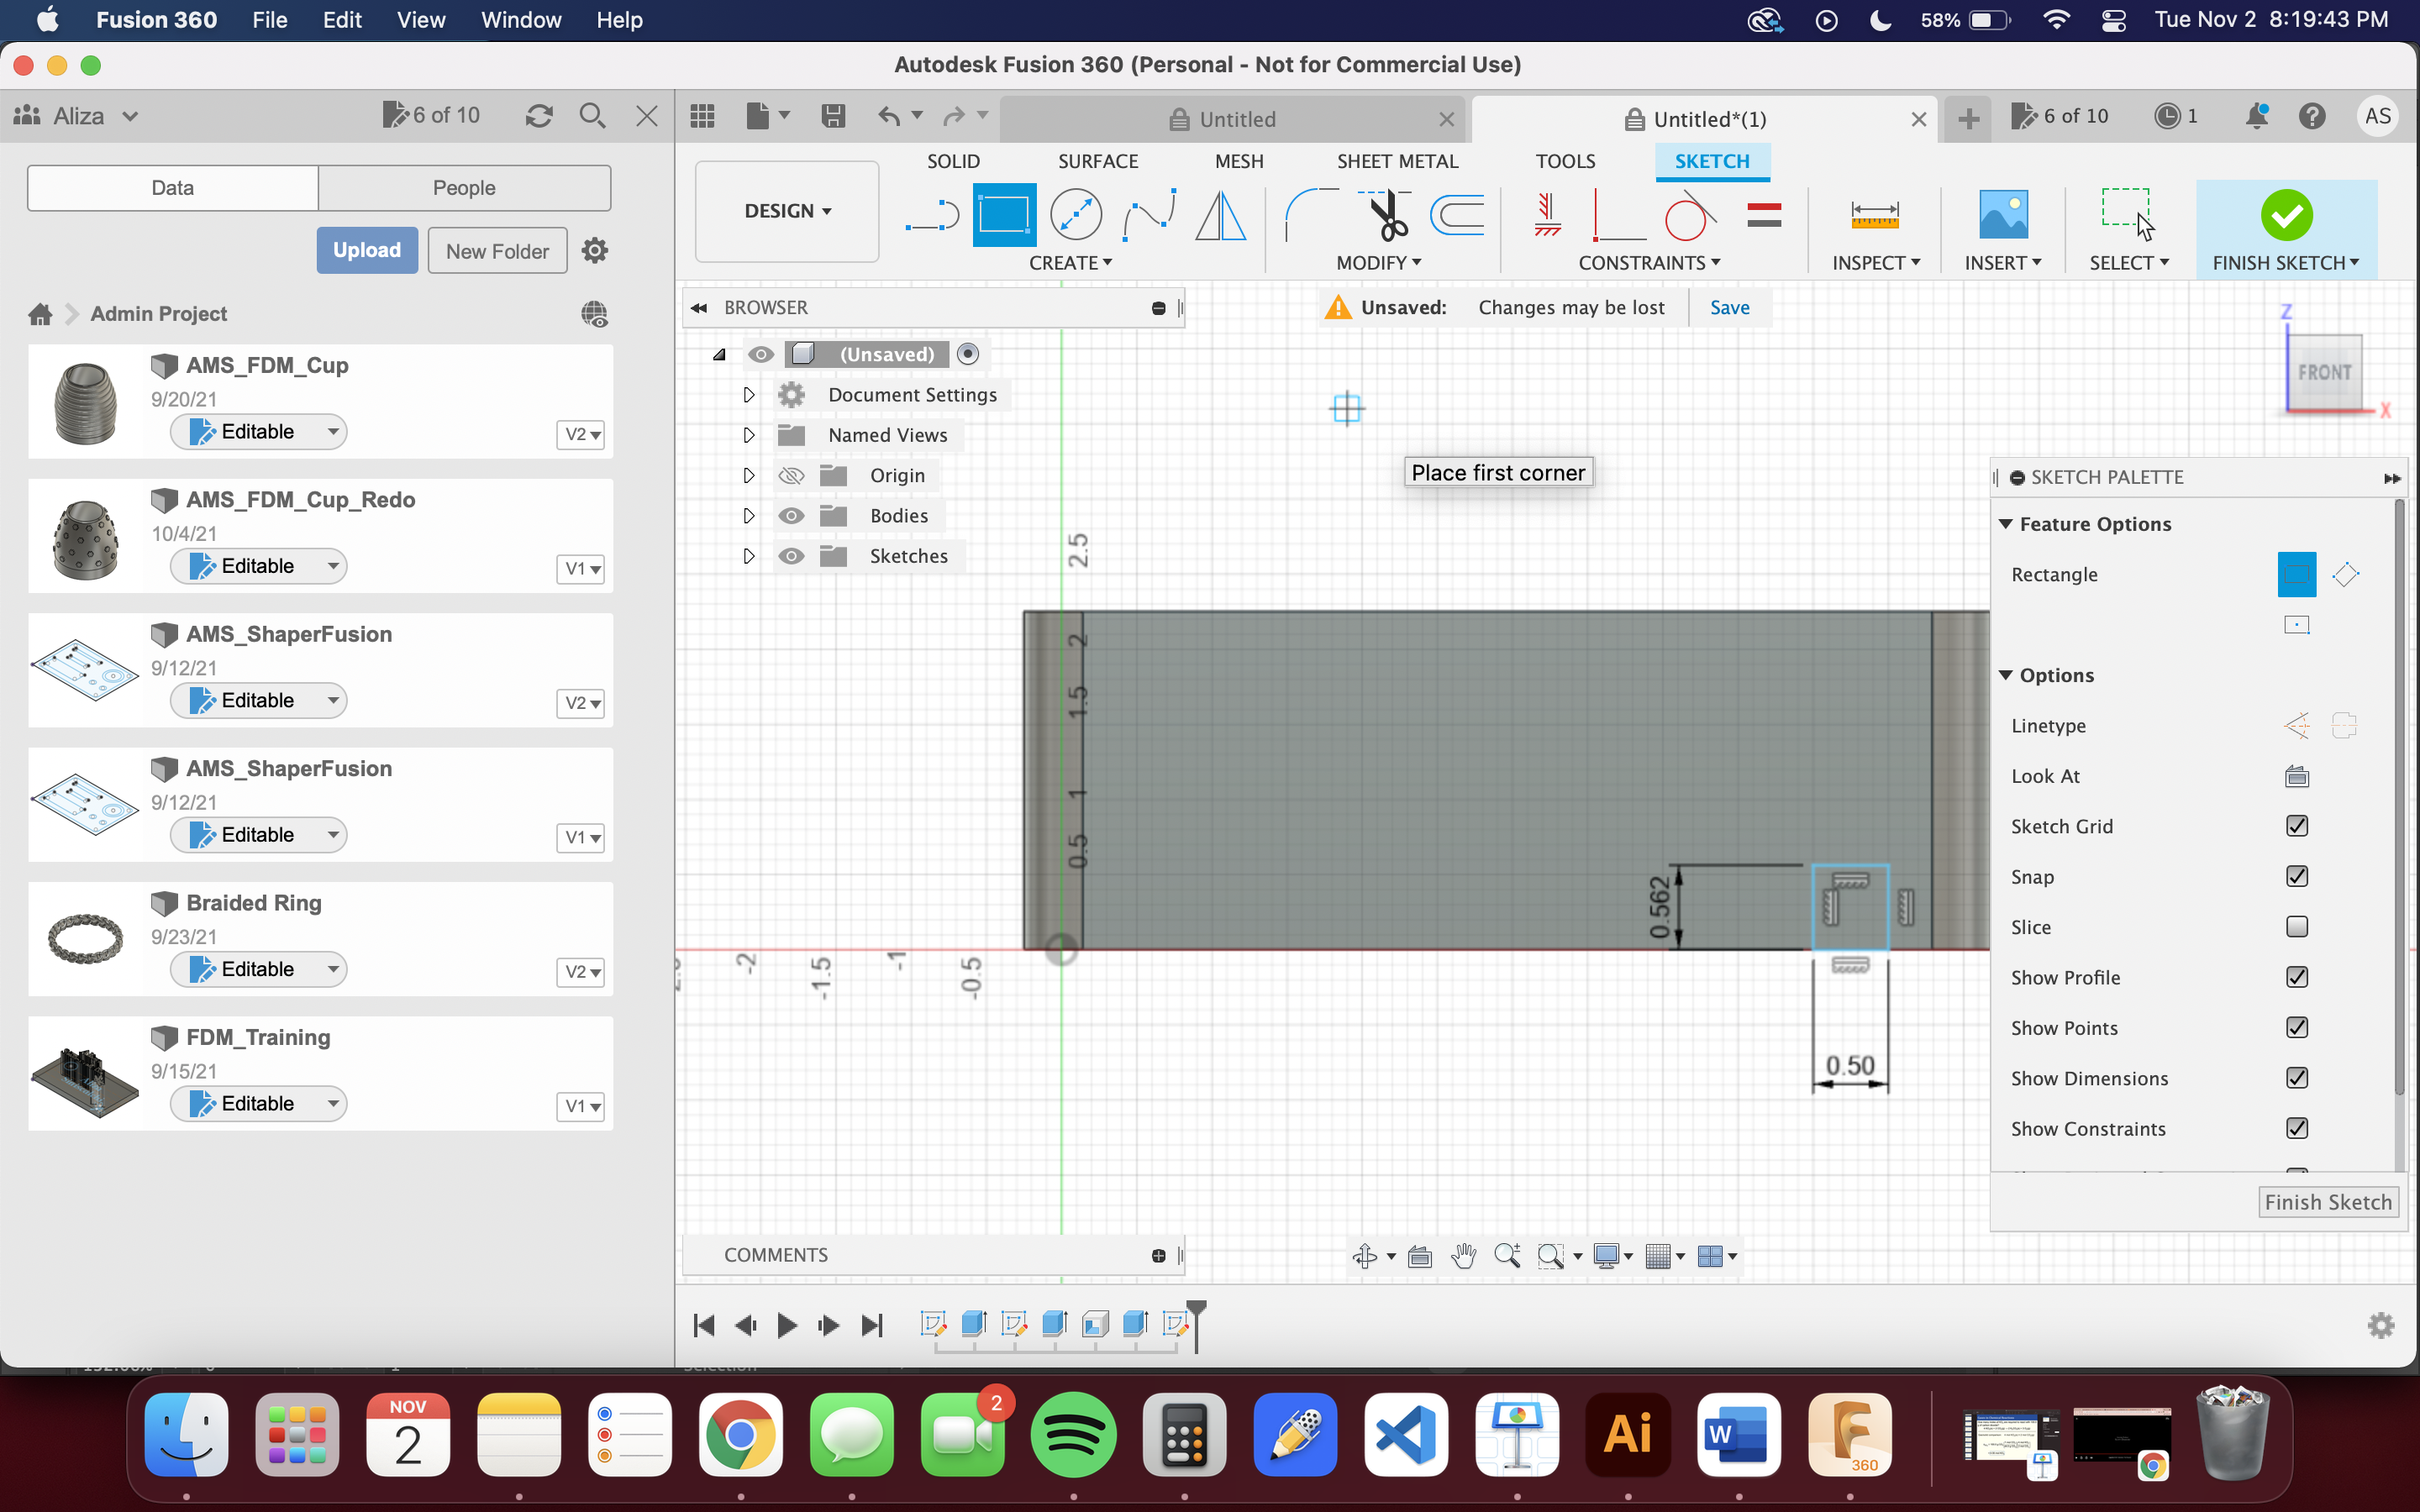 Fusion 360 File Edit View Window Help 58% Tue Nov 2 8:19:43 PM
Autodesk Fusion 360 (Personal - Not for Commercial Use)
Aliza 6 of 10 Untitled Untitled*(1) 6 of 10 1 AS
SOLID SURFACE MESH SHEET METAL TOOLS SKETCH
Data People
DESIGN
Upload New Folder
CREATE MODIFY CONSTRAINTS INSPECT INSERT SELECT FINISH SKETCH
Admin Project
BROWSER
Unsaved: Changes may be lost Save
(Unsaved)
Document Settings
Named Views
Origin
Bodies
Sketches
AMS_FDM_Cup
9/20/21
Editable V2
AMS_FDM_Cup_Redo
10/4/21
Editable V1
AMS_ShaperFusion
9/12/21
Editable V2
AMS_ShaperFusion
9/12/21
Editable V1
Braided Ring
9/23/21
Editable V2
FDM_Training
9/15/21
Editable V1
Z
FRONT
X
Place first corner
2.5
2
1.5
1
0.5
-2
-1.5
-1
-0.5
0.562
0.50
SKETCH PALETTE
Feature Options
Rectangle
Options
Linetype
Look At
Sketch Grid
Snap
Slice
Show Profile
Show Points
Show Dimensions
Show Constraints
Finish Sketch
COMMENTS
NOV
2
2
Ai
W
360